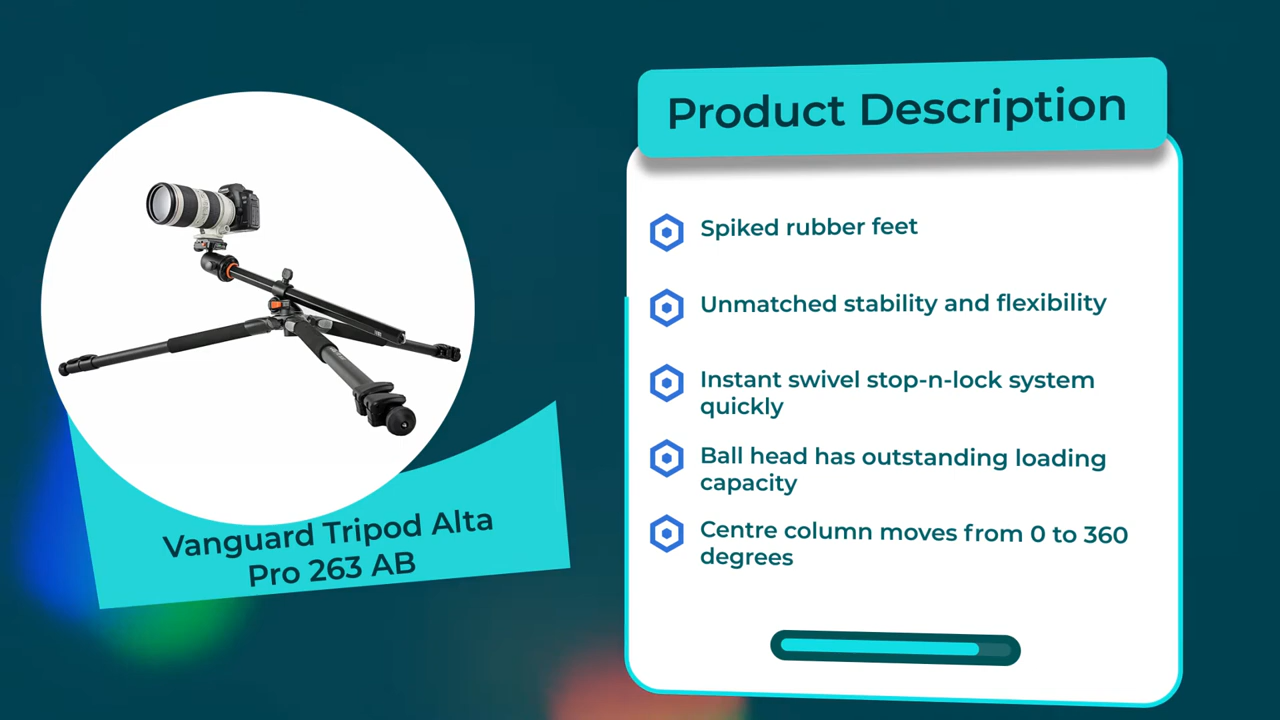 Product Description
Spiked rubber feet
Unmatched stability and flexibility
Instant swivel stop-n-lock system
quickly
Ball head has outstanding loading
capacity
Centre column moves from 0 to 360
degrees
Vanguard Tripod Alta
Pro 263 AB